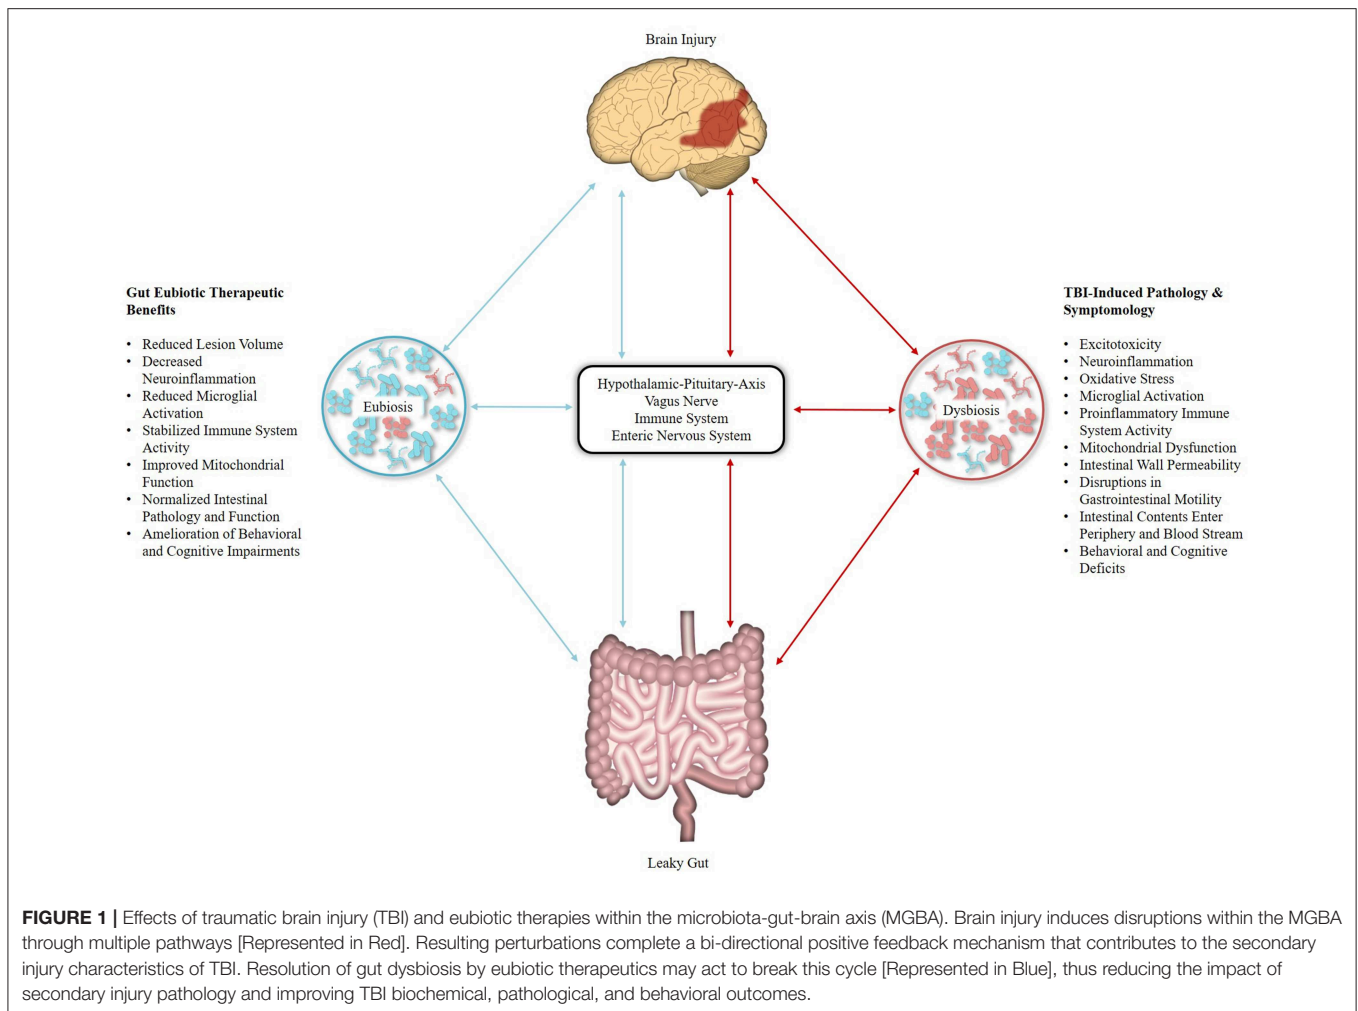 Brain Injury
Gut Eubiotic Therapeutic
Benefits
• Reduced Lesion Volume
• Decreased
Neuroinflammation
• Reduced Microglial
Activation
• Stabilized Immune System
Activity
• Improved Mitochondrial
Function
• Normalized Intestinal
Pathology and Function
• Amelioration of Behavioral
and Cognitive Impairments
Eubiosis
Hypothalamic-Pituitary-Axis
Vagus Nerve
Immune System
Enteric Nervous System
Dysbiosis
TBI-Induced Pathology &
Symptomology
• Excitotoxicity
• Neuroinflammation
• Oxidative Stress
• Microglial Activation
• Proinflammatory Immune
System Activity
• Mitochondrial Dysfunction
• Intestinal Wall Permeability
• Disruptions in
Gastrointestinal Motility
• Intestinal Contents Enter
Periphery and Blood Stream
• Behavioral and Cognitive
Deficits
Leaky Gut
FIGURE 1 | Effects of traumatic brain injury (TBI) and eubiotic therapies within the microbiota-gut-brain axis (MGBA). Brain injury induces disruptions within the MGBA
through multiple pathways [Represented in Red]. Resulting perturbations complete a bi-directional positive feedback mechanism that contributes to the secondary
injury characteristics of TBI. Resolution of gut dysbiosis by eubiotic therapeutics may act to break this cycle [Represented in Blue], thus reducing the impact of
secondary injury pathology and improving TBI biochemical, pathological, and behavioral outcomes.